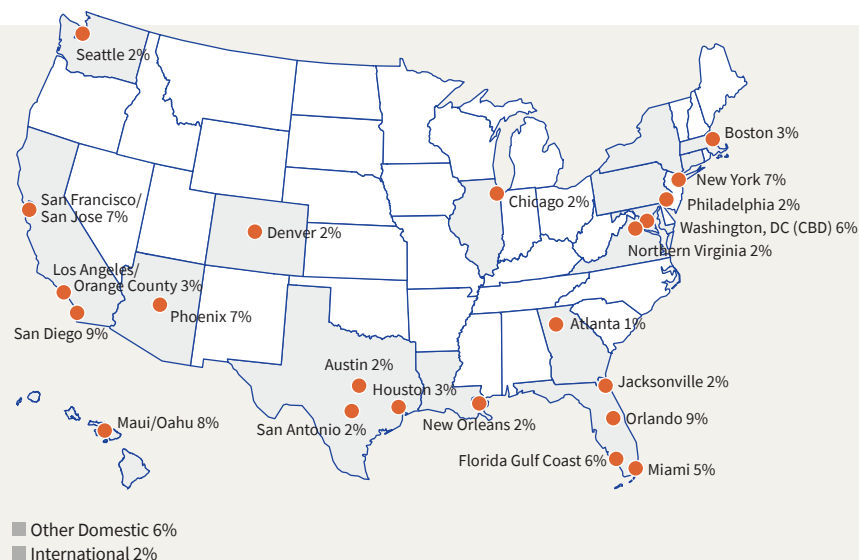 Seattle 2%
Boston 3%
New York 7%
Chicago 2%
San Francisco/
San Jose 7%
Philadelphia 2%
Washington, DC (CBD) 6%
Denver 2%
Northern Virginia 2%
Los Angeles/
Orange County 3%
Phoenix 7%
Atlanta 1%
San Diego 9%
Austin 2%
Jacksonville 2%
Houston 3%
Maui/Oahu 8%
Orlando 9%
San Antonio 2%
New Orleans 2%
Florida Gulf Coast 6%
Miami 5%
Other Domestic 6%
International 2%